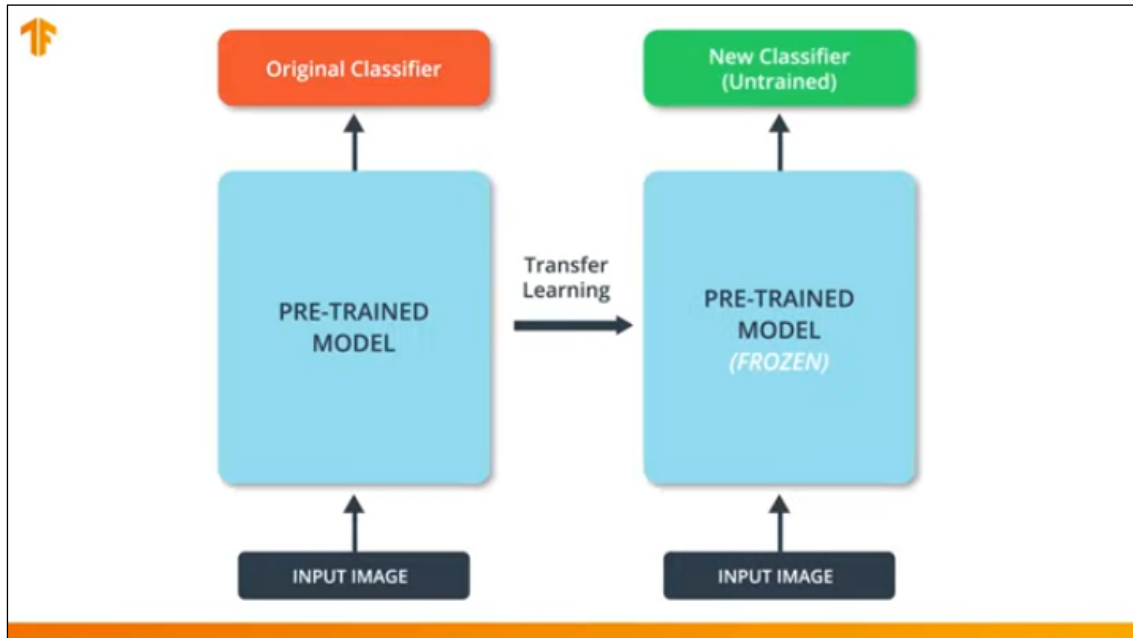 Original Classifier
New Classifier
(Untrained)
PRE-TRAINED
MODEL
Transfer
Learning
PRE-TRAINED
MODEL
(FROZEN)
INPUT IMAGE
INPUT IMAGE